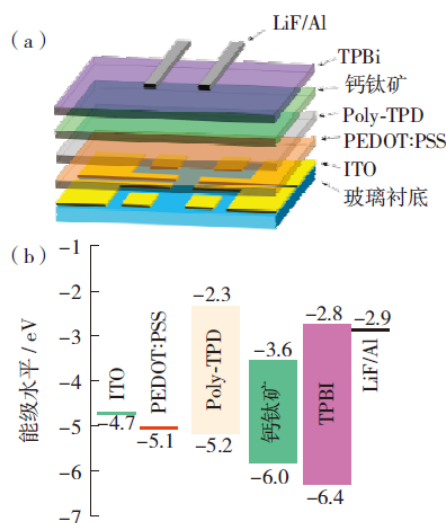 (a)
LiF/Al
TPBi
钙钛矿
Poly-TPD
PEDOT:PSS
ITO
玻璃衬底
(b)
能级水平/eV
-1
-2
-3
-4
-5
-6
-7
ITO
-4.7
PEDOT:PSS
-5.1
-2.3
Poly-TPD
-5.2
-3.6
钙钛矿
-6.0
-2.8
TPBI
-6.4
-2.9
LiF/Al